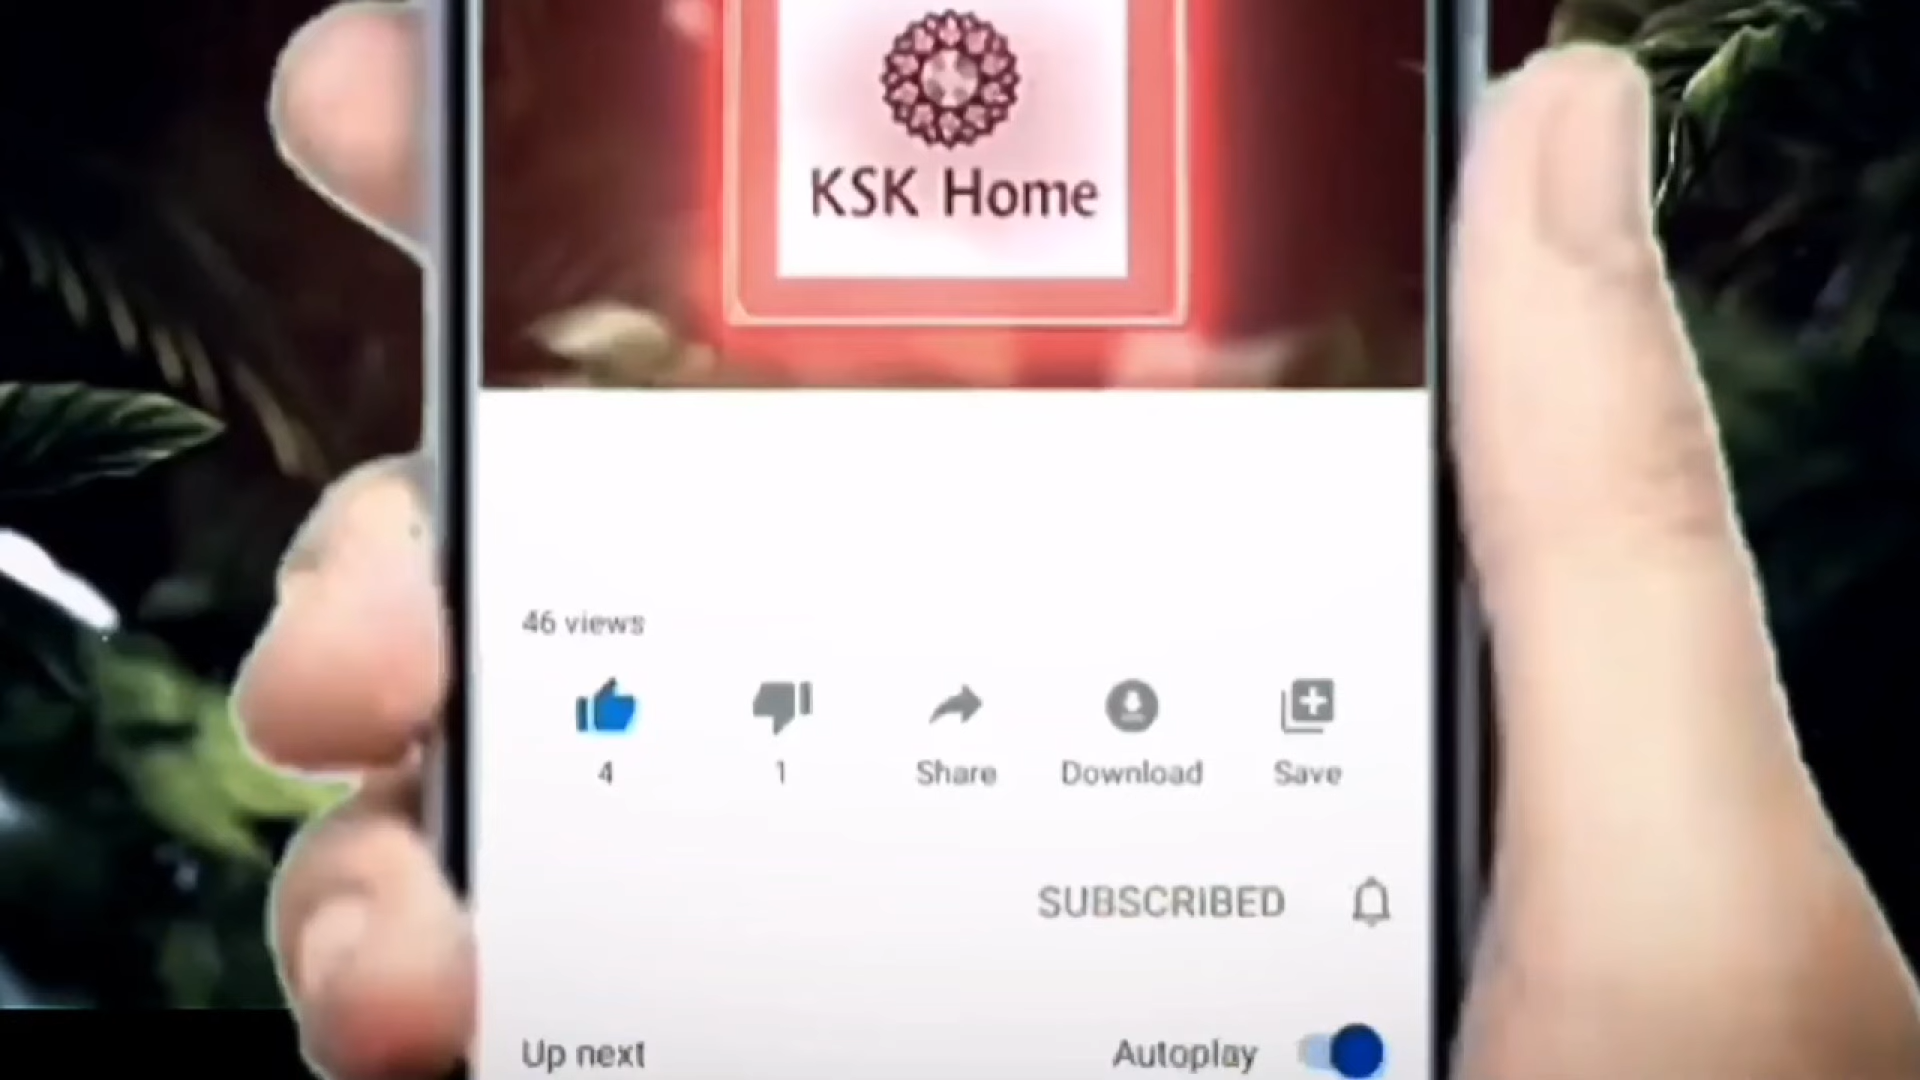 KSK Home
46 views
4
1
Share
Download
Save
SUBSCRIBED
Up next
Autoplay